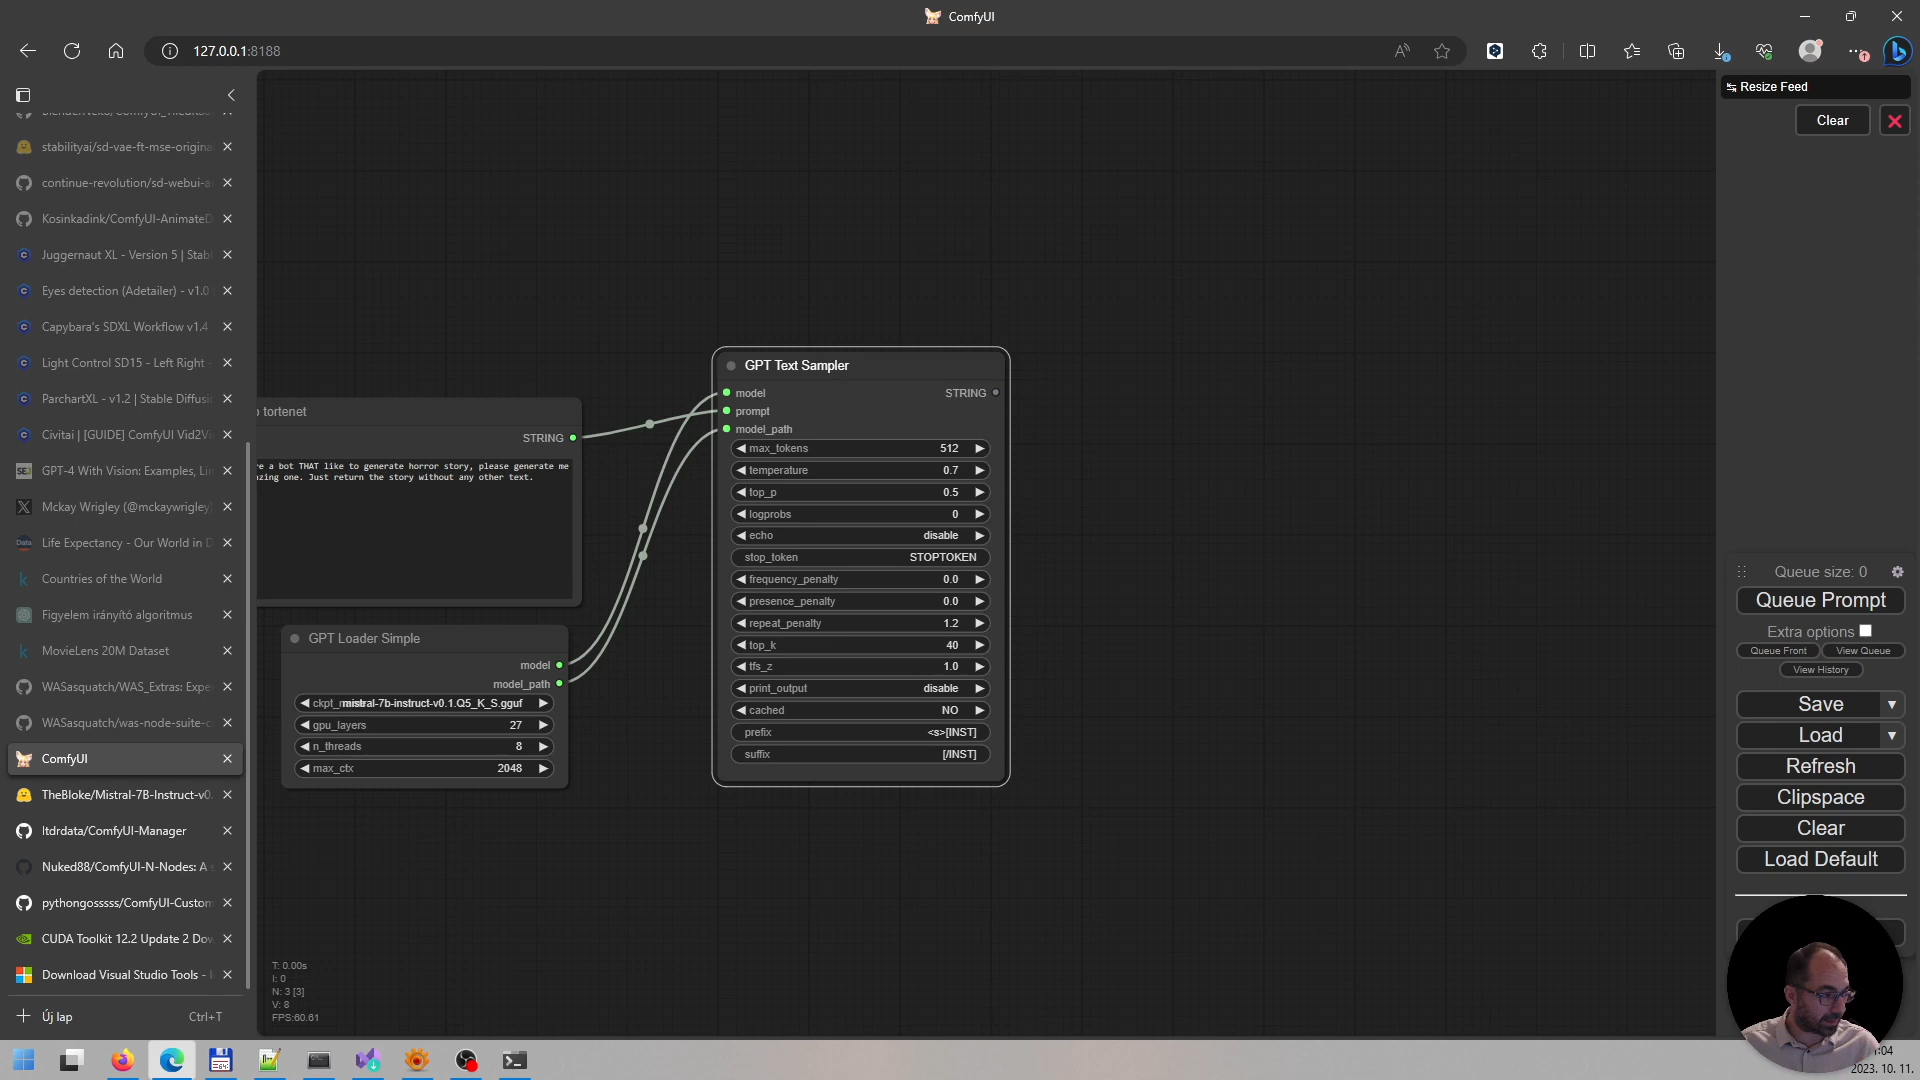 ComfyUI
127.0.0.1:8188
stabilityai/sd-vae-ft-mse-origina
continue-revolution/sd-webui-a
Kosinkadink/ComfyUI-AnimateD
Juggernaut XL - Version 5 | Stab
Eyes detection (Adetailer) - v1.0
Capybara's SDXL Workflow v1.4
Light Control SD15 - Left Right -
ParchartXL - v1.2 | Stable Diffusi
Civitai | [GUIDE] ComfyUI Vid2Vi
GPT-4 With Vision: Examples, Li
Mckay Wrigley (@mckaywrigley)
Life Expectancy - Our World in D
Countries of the World
Figyelem irányító algoritmus
MovieLens 20M Dataset
WASasquatch/WAS_Extras: Expe
WASasquatch/was-node-suite-c
ComfyUI
TheBloke/Mistral-7B-Instruct-v0.
ltdrdata/ComfyUI-Manager
Nuked88/ComfyUI-N-Nodes: A s
pythongosssss/ComfyUI-Custom
CUDA Toolkit 12.2 Update 2 Dow
Download Visual Studio Tools - I
Új lap Ctrl+T
tortenet
STRING
re a bot THAT like to generate horror story, please generate me
zing one. Just return the story without any other text.
GPT Loader Simple
model
model_path
mistral-7b-instruct-v0.1.Q5_K_S.gguf
gpu_layers 27
n_threads 8
max_ctx 2048
GPT Text Sampler
model STRING
prompt
model_path
max_tokens 512
temperature 0.7
top_p 0.5
logprobs 0
echo disable
stop_token STOPTOKEN
frequency_penalty 0.0
presence_penalty 0.0
repeat_penalty 1.2
top_k 40
tfs_z 1.0
print_output disable
cached NO
prefix <s>[INST]
suffix [/INST]
T: 0.00s
I: 0
N: 3 [3]
V: 8
FPS:60.61
Resize Feed
Clear
Queue size: 0
Queue Prompt
Extra options
Queue Front View Queue
View History
Save
Load
Refresh
Clipspace
Clear
Load Default
:04
2023. 10. 11.